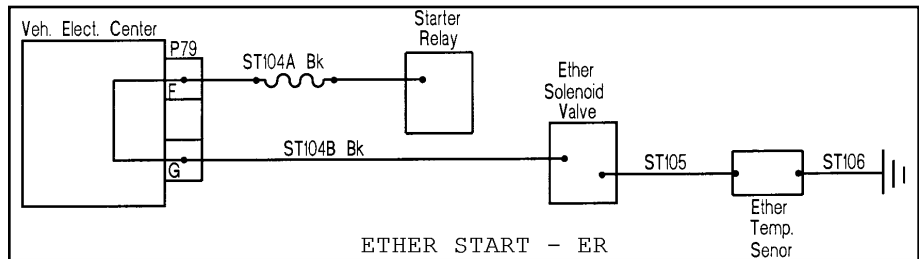 Veh. Elect. Center
P79
F
G
ST104A Bk
Starter
Relay
ST104B Bk
Ether
Solenoid
Valve
ST105
ST106
Ether
Temp.
Senor
ETHER START - ER